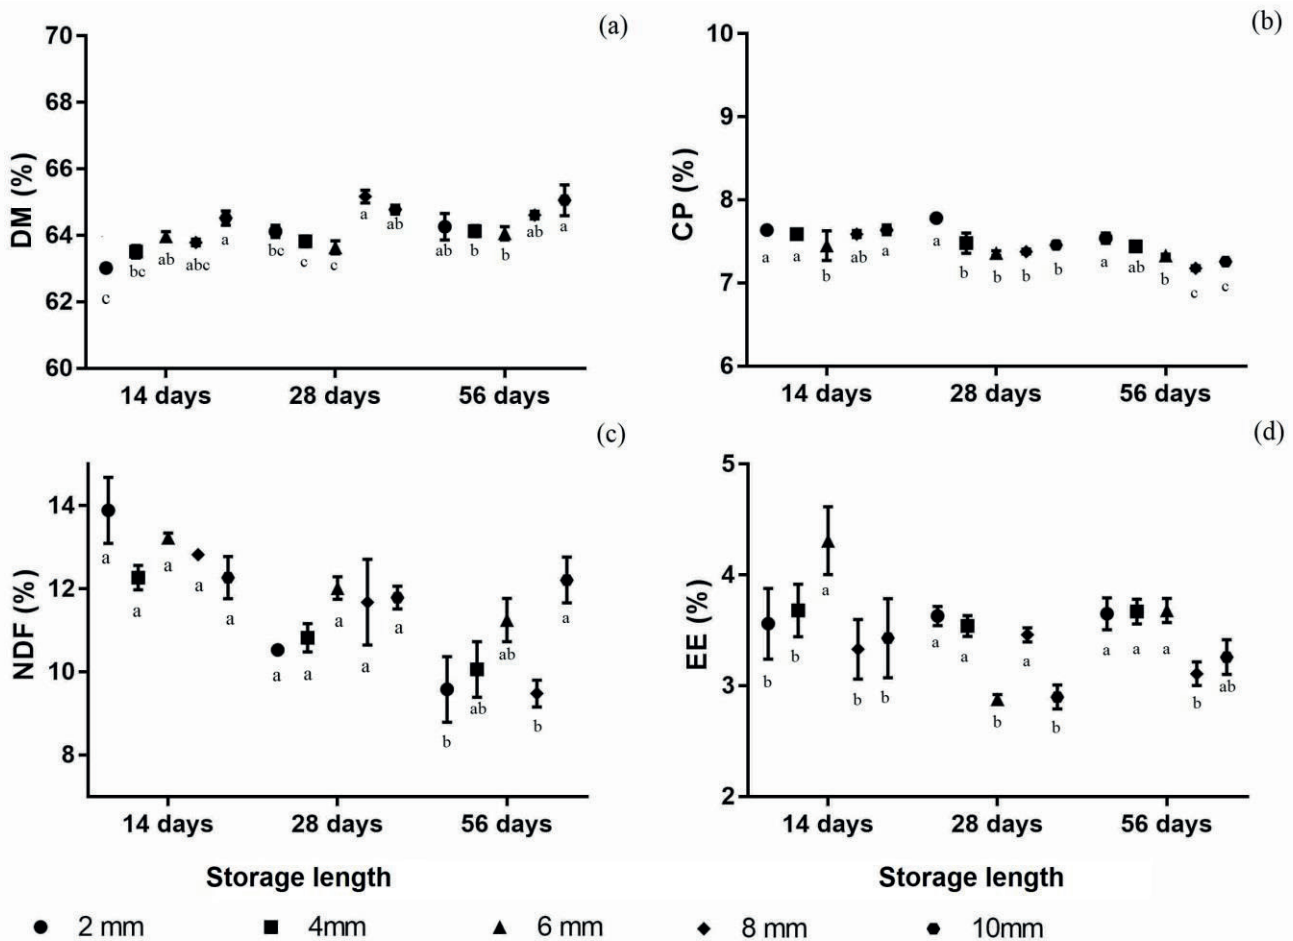 (a)
70
68
66
64
62
60
DM (%)
c bc ab abc a
bc c c a ab
ab b b ab a
14 days 28 days 56 days
(b)
10
9
8
7
6
CP (%)
a a b ab a
a b b b b
a ab b c c
14 days 28 days 56 days
(c)
14
12
10
8
NDF (%)
a a a a a
a a a a a
b ab ab b a
14 days 28 days 56 days
Storage length
(d)
5
4
3
2
EE (%)
b b a b b
a a b a b
a a a b ab
14 days 28 days 56 days
Storage length
2 mm 4mm 6 mm 8 mm 10mm